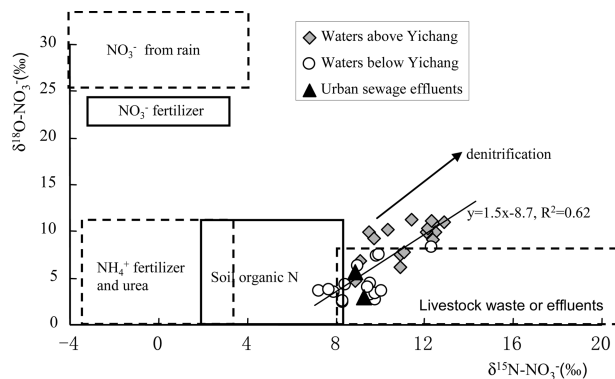 35
30
25
20
15
10
5
0
δ¹⁸O-NO₃⁻(‰)
NO₃⁻ from rain
NO₃⁻ fertilizer
NH₄⁺ fertilizer
and urea
Soil organic N
Waters above Yichang
Waters below Yichang
Urban sewage effluents
denitrification
y=1.5x-8.7, R²=0.62
Livestock waste or effluents
−4 0 4 8 12 16 20
δ¹⁵N-NO₃⁻(‰)